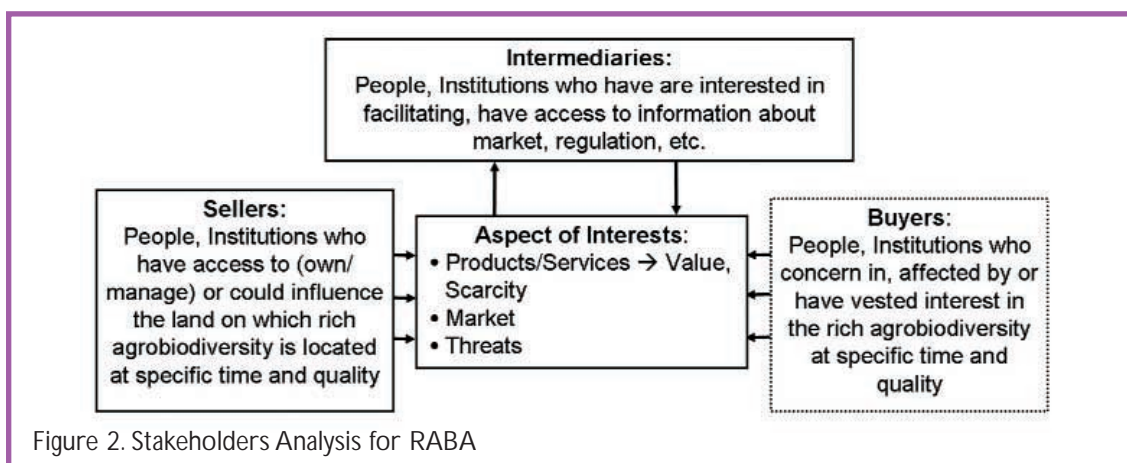 Intermediaries:
People, Institutions who have are interested in
facilitating, have access to information about
market, regulation, etc.
Sellers:
People, Institutions who
have access to (own/
manage) or could influence
the land on which rich
agrobiodiversity is located
at specific time and quality
Aspect of Interests:
• Products/Services → Value,
Scarcity
• Market
• Threats
Buyers:
People, Institutions who
concern in, affected by or
have vested interest in
the rich agrobiodiversity
at specific time and
quality
Figure 2. Stakeholders Analysis for RABA